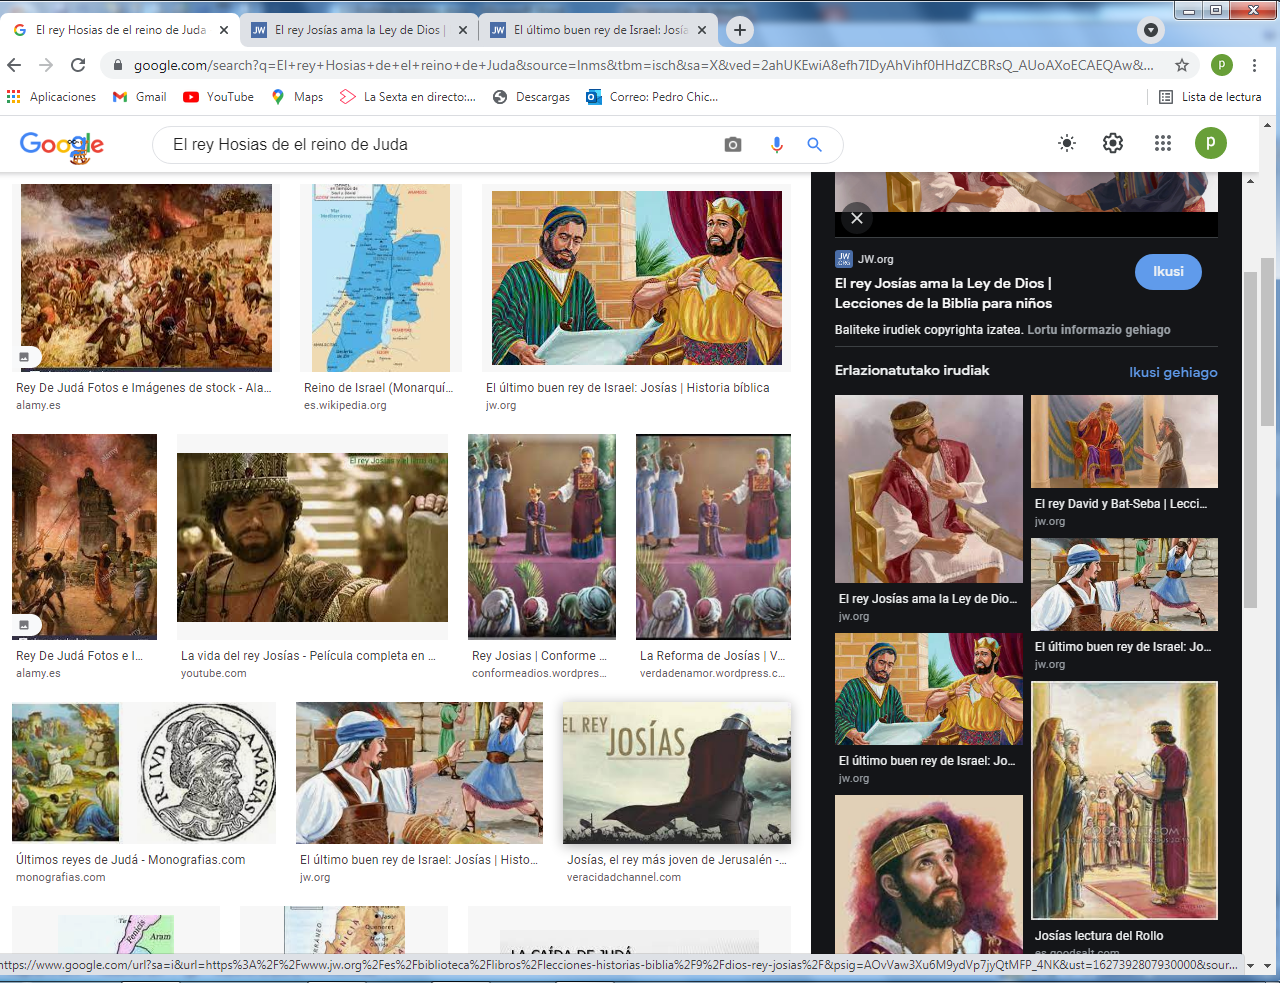 El rey Hosias de el reino de Juda
El rey Josías ama la Ley de Dios |
El último buen rey de Israel: Josía
google.com/search?q=El+rey+Hosias+de+el+reino+de+Juda&source=lnms&tbm=isch&sa=X&ved=2ahUKEwiA8efh7IDyAhVihf0HHdZCBRsQ_AUoAXoECAEQAw&...
p
Aplicaciones
Gmail
YouTube
Maps
La Sexta en directo:...
Descargas
Correo: Pedro Chic...
Lista de lectura
Google
El rey Hosias de el reino de Juda
p
Rey De Judá Fotos e Imágenes de stock - Ala...
alamy.es
Reino de Israel (Monarquí...
es.wikipedia.org
El último buen rey de Israel: Josías | Historia bíblica
jw.org
Rey De Judá Fotos e I...
alamy.es
La vida del rey Josías - Película completa en ...
youtube.com
Rey Josias | Conforme ...
conformeadios.wordpres...
La Reforma de Josías | V...
verdadenamor.wordpress.c...
R·IVD
AMASIAS
EL REY
JOSÍAS
Últimos reyes de Judá - Monografias.com
monografias.com
El último buen rey de Israel: Josías | Histo...
jw.org
Josías, el rey más joven de Jerusalén -...
veracidadchannel.com
Fenicis
Aram
LA CAÍDA DE JUDÁ
JW
ORG
JW.org
El rey Josías ama la Ley de Dios |
Lecciones de la Biblia para niños
Ikusi
Baliteke irudiek copyrighta izatea. Lortu informazio gehiago
Erlazionatutako irudiak
Ikusi gehiago
El rey Josías ama la Ley de Dio...
jw.org
El rey David y Bat-Seba | Lecci...
jw.org
El último buen rey de Israel: Jo...
jw.org
El último buen rey de Israel: Jo...
jw.org
GOODSALT.COM
Josías lectura del Rollo
es.goodsalt.com
https://www.google.com/url?sa=i&url=https%3A%2F%2Fwww.jw.org%2Fes%2Fbiblioteca%2Flibros%2Flecciones-historias-biblia%2F9%2Fdios-rey-josias%2F&psig=AOvVaw3Xu6M9ydVp7jyQtMFP_4NK&ust=1627392807930000&sour...